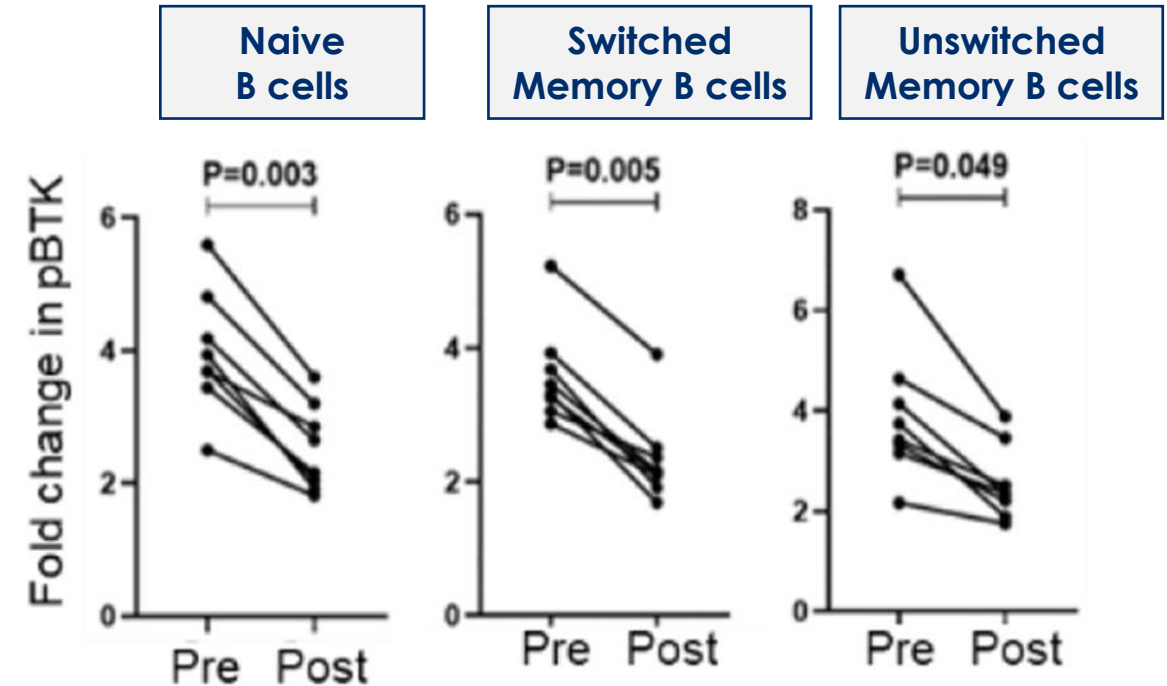 Naive
B cells
Switched
Memory B cells
Unswitched
Memory B cells
Fold change in pBTK
P=0.003
6
4
2
0
Pre Post
P=0.005
6
4
2
0
Pre Post
P=0.049
8
6
4
2
0
Pre Post